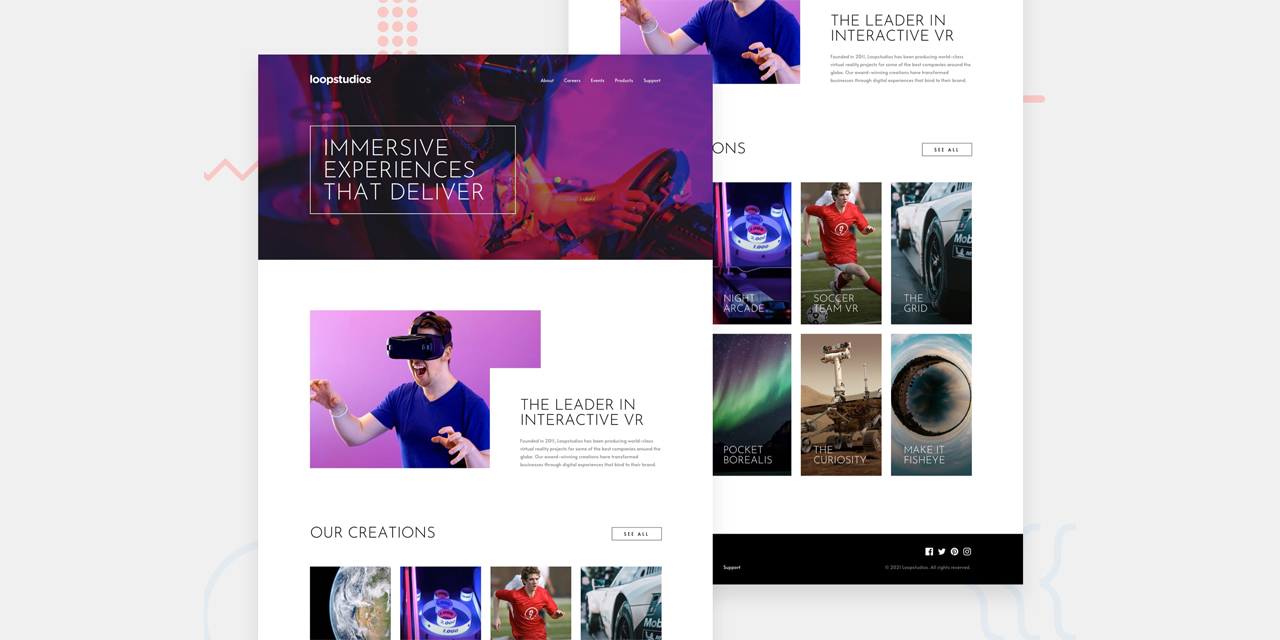 loopstudios
About Careers Events Products Support
IMMERSIVE
EXPERIENCES
THAT DELIVER
THE LEADER IN
INTERACTIVE VR
Founded in 2011, Loopstudios has been producing world-class
virtual reality projects for some of the best companies around the
globe. Our award-winning creations have transformed
businesses through digital experiences that bind to their brand.
OUR CREATIONS
SEE ALL
1.000
THE LEADER IN
INTERACTIVE VR
Founded in 2011, Loopstudios has been producing world-class
virtual reality projects for some of the best companies around the
globe. Our award-winning creations have transformed
businesses through digital experiences that bind to their brand.
ONS
SEE ALL
1.000
Mobi
NIGHT
ARCADE
SOCCER
TEAM VR
THE
GRID
POCKET
BOREALIS
THE
CURIOSITY
MAKE IT
FISHEYE
Support
© 2021 Loopstudios. All rights reserved.